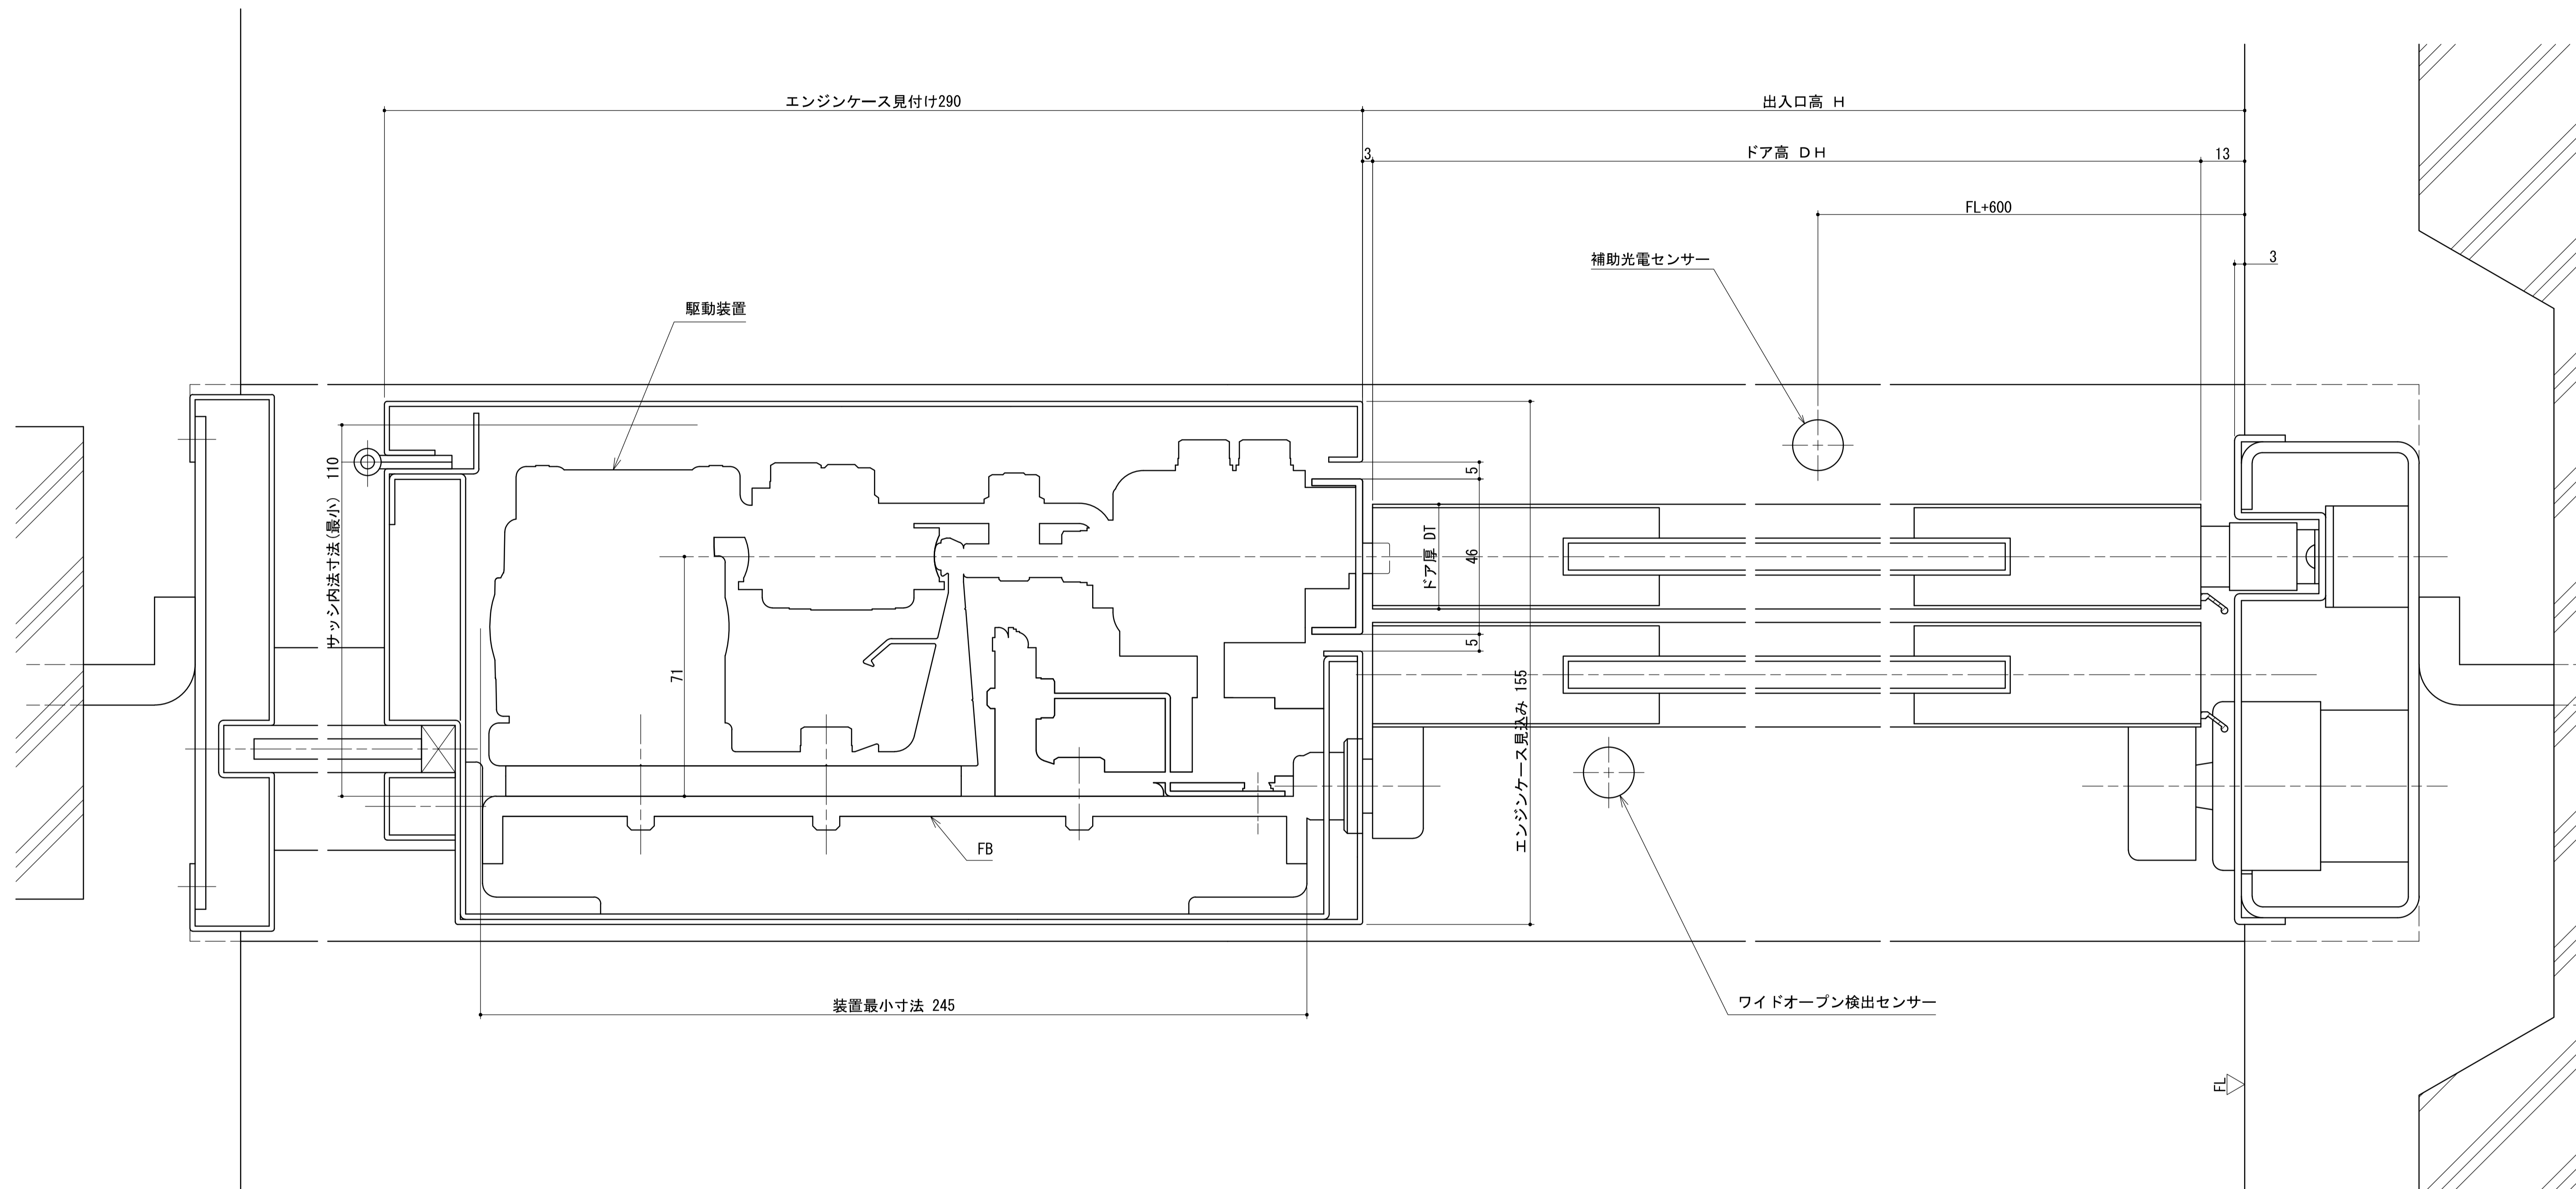 エンジンケース見付け290
出入口高 H
3
ドア高 DH
13
FL+600
3
補助光電センサー
駆動装置
サッシ内法寸法(最小) 110
71
5
46
5
ドア厚 DT
エンジンケース見込み 155
FB
装置最小寸法 245
ワイドオープン検出センサー
FL